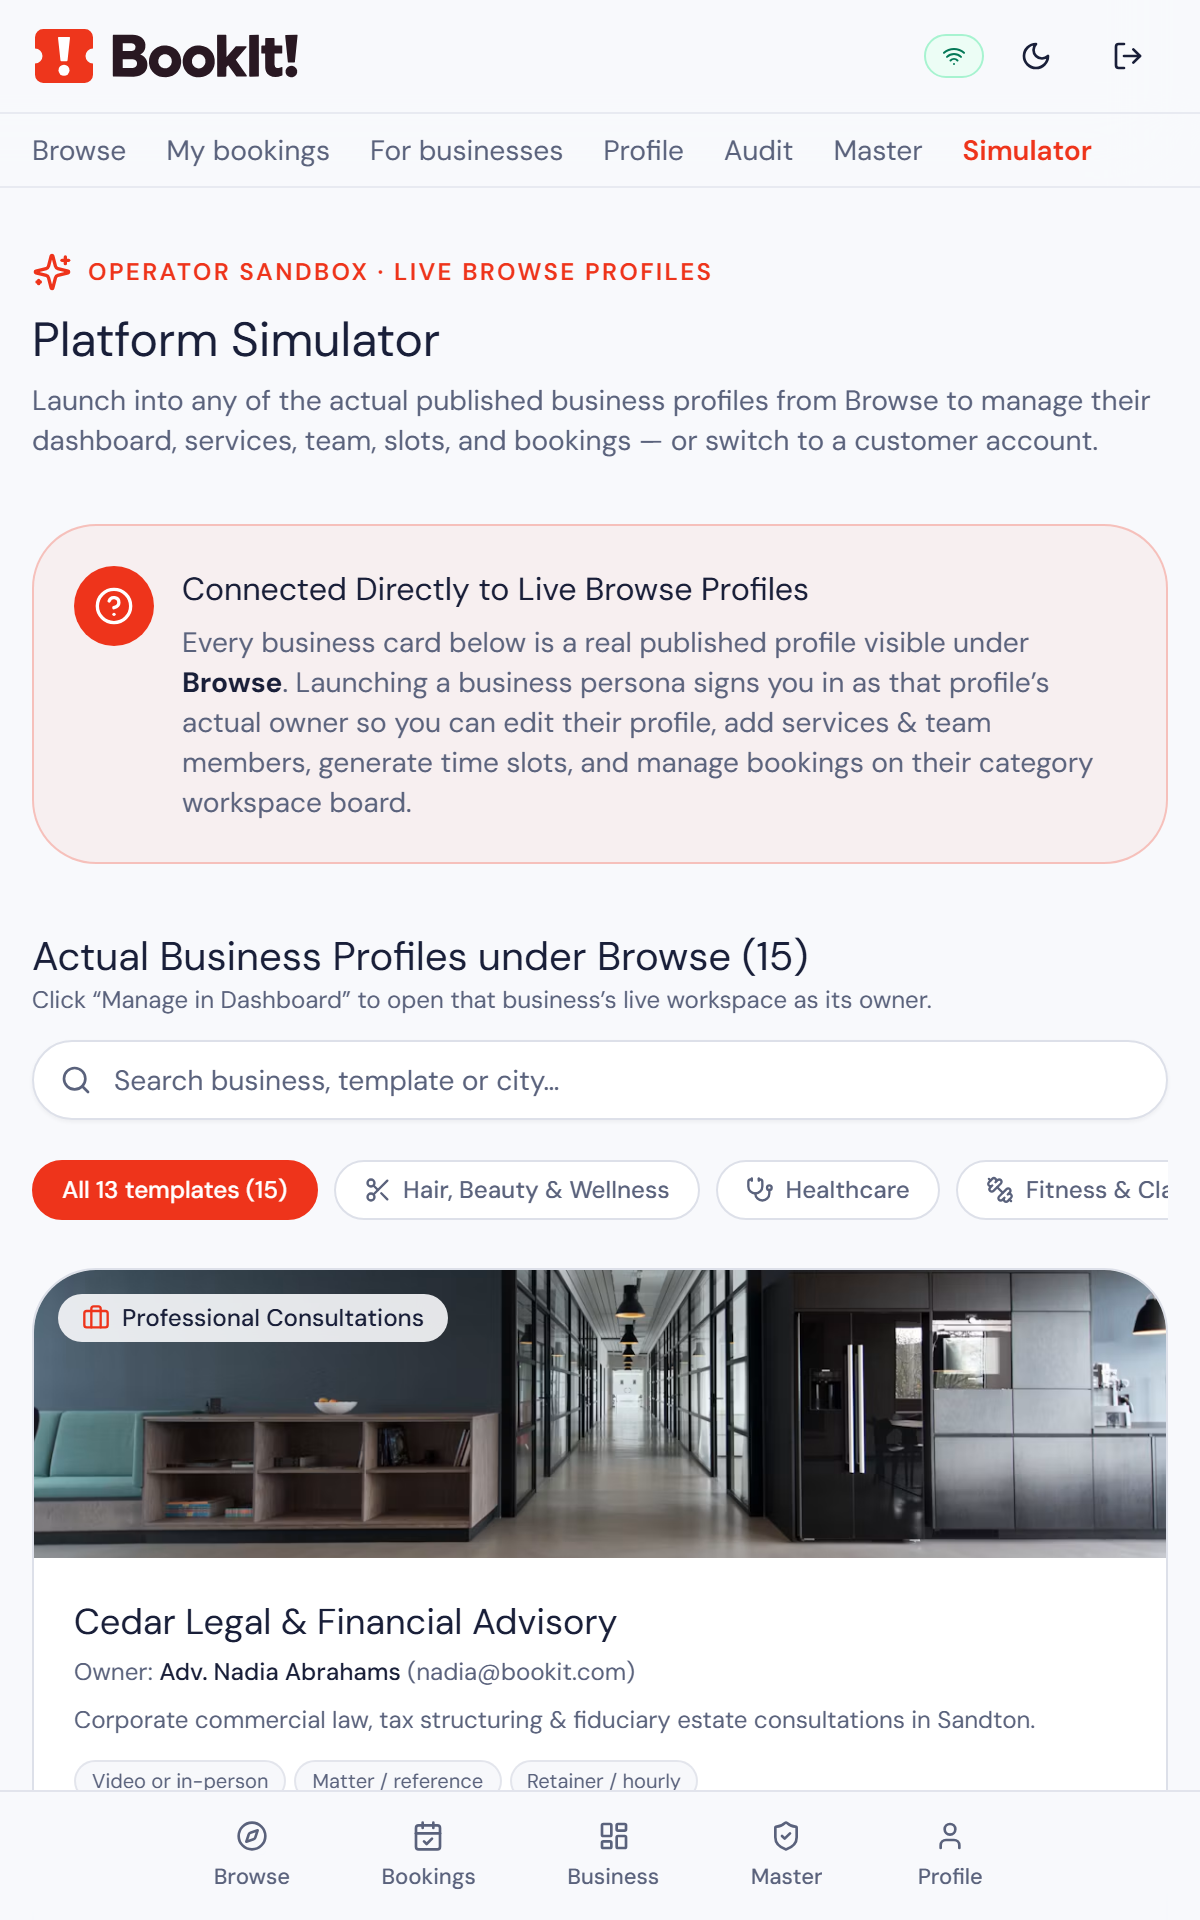 BookIt!
Browse My bookings For businesses Profile Audit Master Simulator
OPERATOR SANDBOX · LIVE BROWSE PROFILES
Platform Simulator
Launch into any of the actual published business profiles from Browse to manage their
dashboard, services, team, slots, and bookings — or switch to a customer account.
Connected Directly to Live Browse Profiles
Every business card below is a real published profile visible under
Browse. Launching a business persona signs you in as that profile’s
actual owner so you can edit their profile, add services & team
members, generate time slots, and manage bookings on their category
workspace board.
Actual Business Profiles under Browse (15)
Click “Manage in Dashboard” to open that business’s live workspace as its owner.
Search business, template or city...
All 13 templates (15) Hair, Beauty & Wellness Healthcare Fitness & Cla
Professional Consultations
Cedar Legal & Financial Advisory
Owner: Adv. Nadia Abrahams (nadia@bookit.com)
Corporate commercial law, tax structuring & fiduciary estate consultations in Sandton.
Video or in-person Matter / reference Retainer / hourly
Browse Bookings Business Master Profile